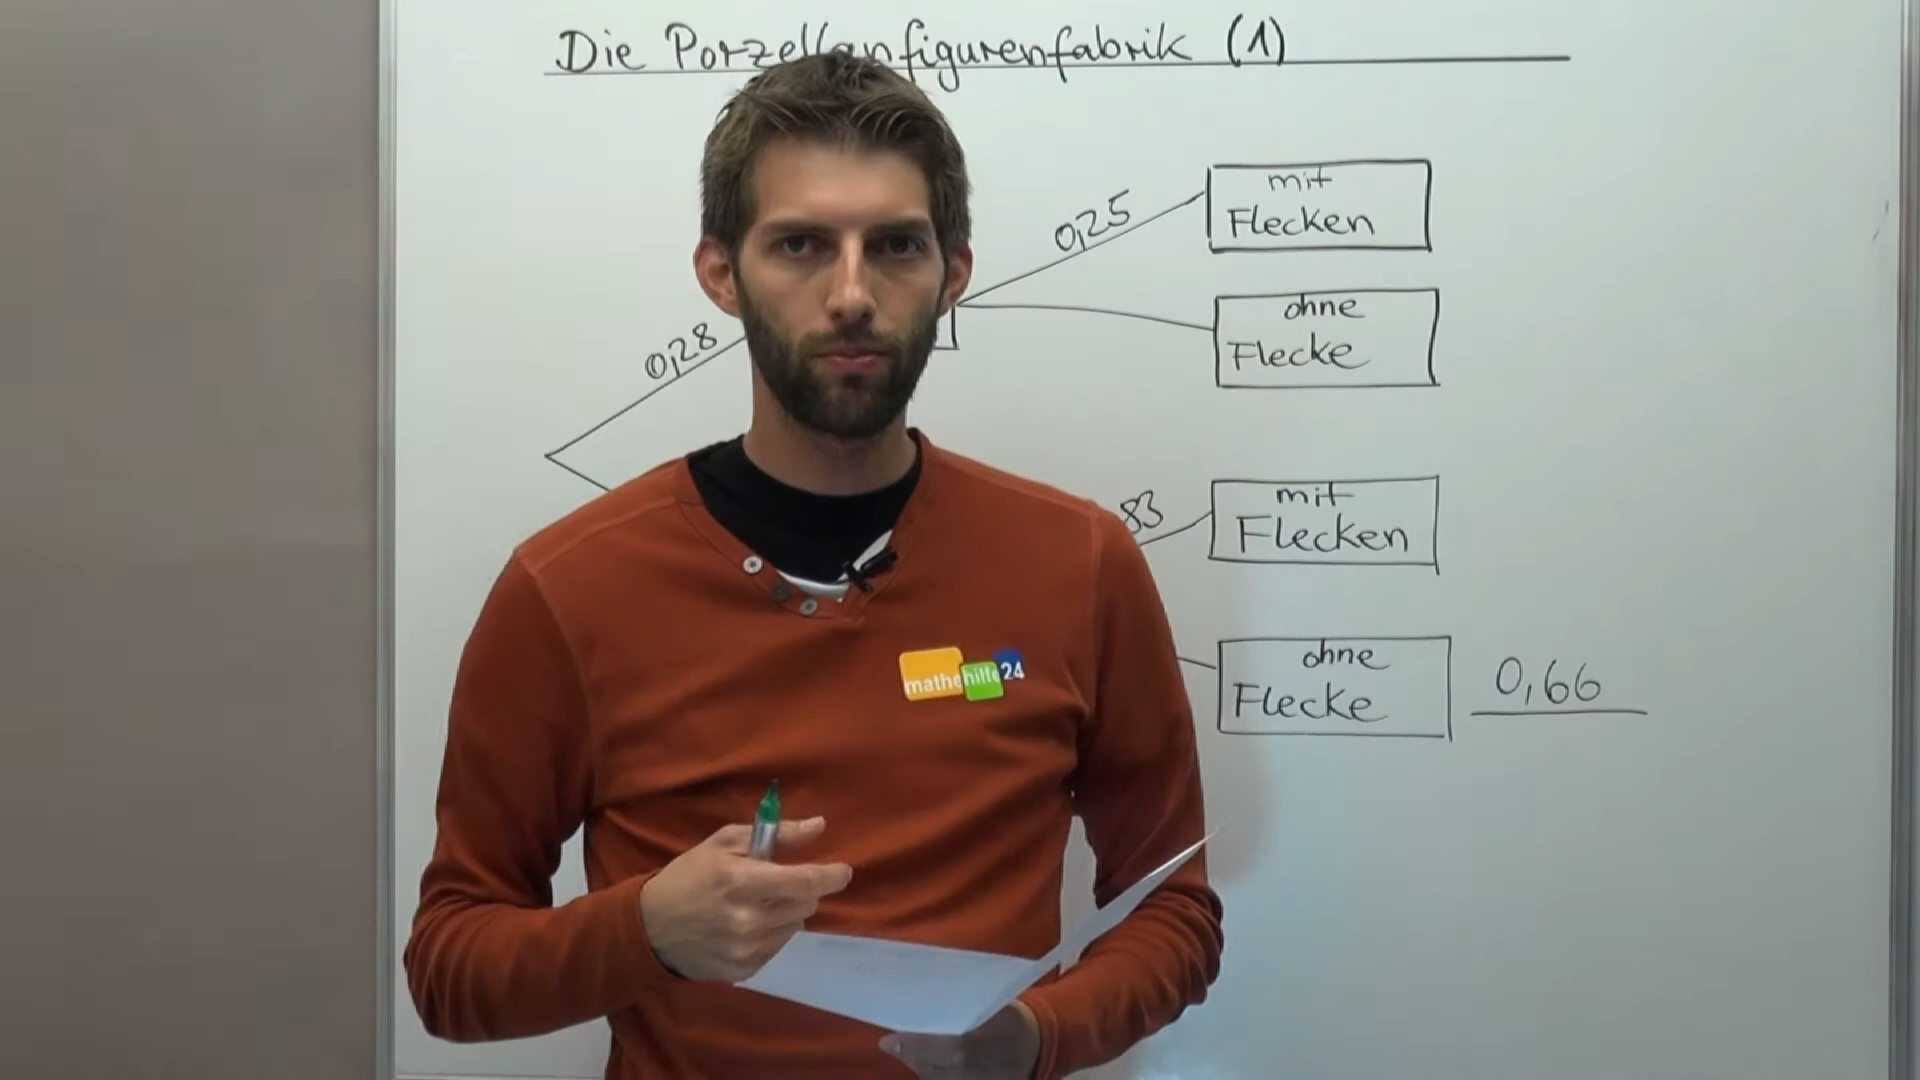 Die Porzellanfigurenfabrik (1)
0,25
mit
Flecken
0,28
ohne
Flecke
83
mit
Flecken
ohne
Flecke
0,66
mathehilfe24